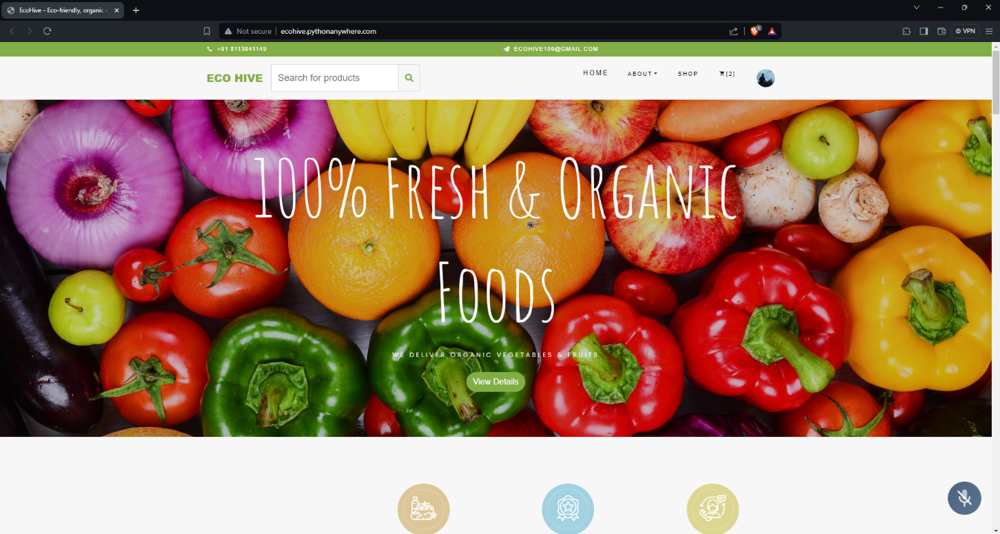 EcoHive - Eco-friendly, organic
Not secure ecohive.pythonanywhere.com
1
VPN
+91 8113841149
ECOHIVE100@GMAIL.COM
ECO HIVE
Search for products
HOME
ABOUT
SHOP
[2]
100% Fresh & Organic
Foods
WE DELIVER ORGANIC VEGETABLES & FRUITS
View Details